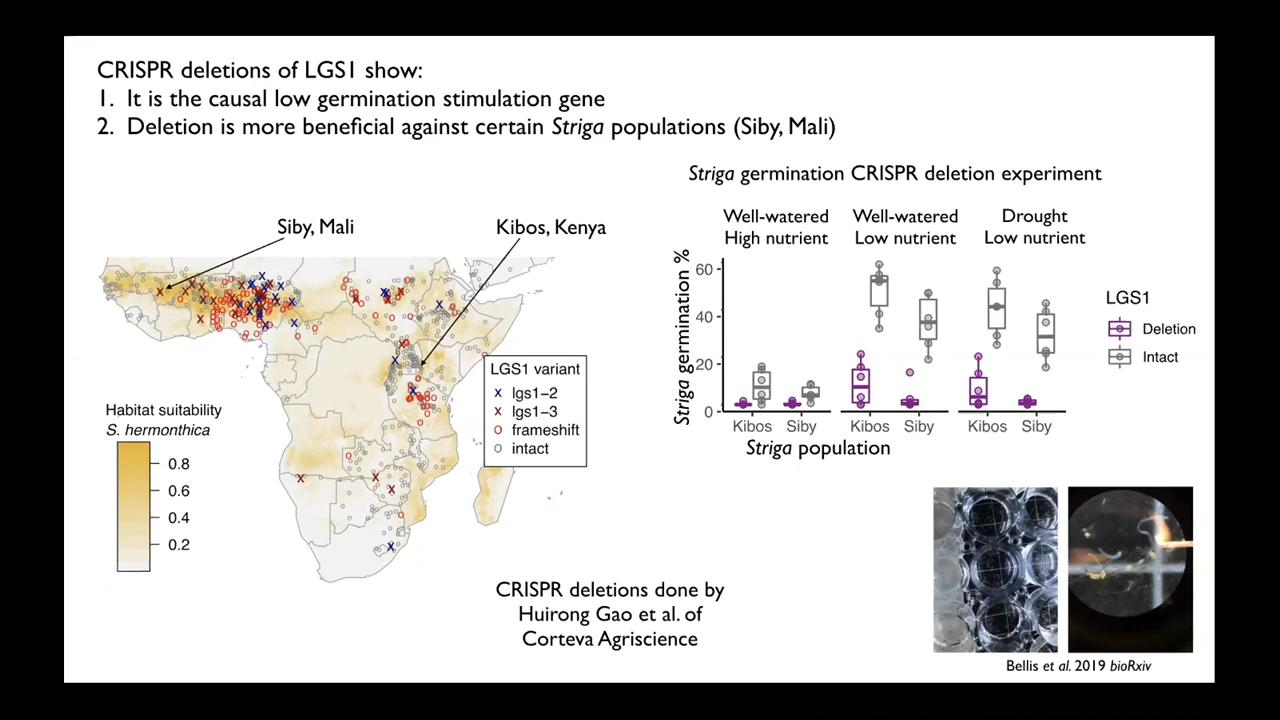 CRISPR deletions of LGS1 show:
1. It is the causal low germination stimulation gene
2. Deletion is more beneficial against certain Striga populations (Siby, Mali)
Siby, Mali
Kibos, Kenya
LGS1 variant
lgs1-2
lgs1-3
frameshift
intact
Habitat suitability
S. hermonthica
0.8
0.6
0.4
0.2
Striga germination CRISPR deletion experiment
Well-watered
High nutrient
Well-watered
Low nutrient
Drought
Low nutrient
Striga germination %
60
40
20
0
Kibos Siby Kibos Siby Kibos Siby
Striga population
LGS1
Deletion
Intact
CRISPR deletions done by
Huirong Gao et al. of
Corteva Agriscience
Bellis et al. 2019 bioRxiv